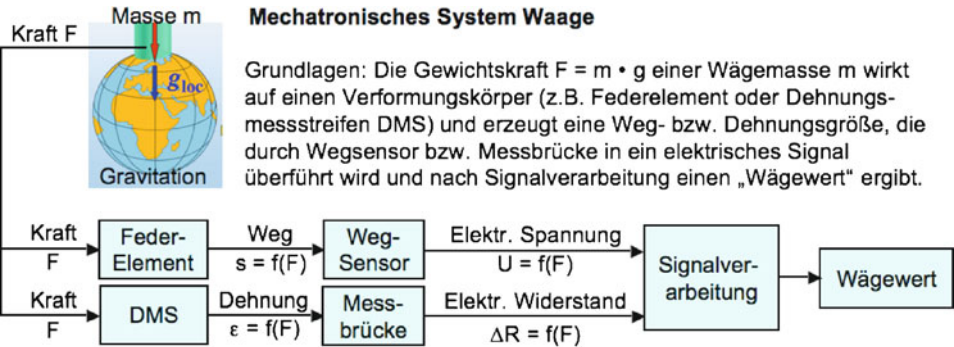 Masse m
Mechatronisches System Waage
Kraft F
g loc
Gravitation
Grundlagen: Die Gewichtskraft F = m • g einer Wägemasse m wirkt
auf einen Verformungskörper (z.B. Federelement oder Dehnungs-
messstreifen DMS) und erzeugt eine Weg- bzw. Dehnungsgröße, die
durch Wegsensor bzw. Messbrücke in ein elektrisches Signal
überführt wird und nach Signalverarbeitung einen „Wägewert“ ergibt.
Kraft
F
Feder-
Element
Weg
s = f(F)
Weg-
Sensor
Elektr. Spannung
U = f(F)
Kraft
F
DMS
Dehnung
ε = f(F)
Mess-
brücke
Elektr. Widerstand
ΔR = f(F)
Signalver-
arbeitung
Wägewert